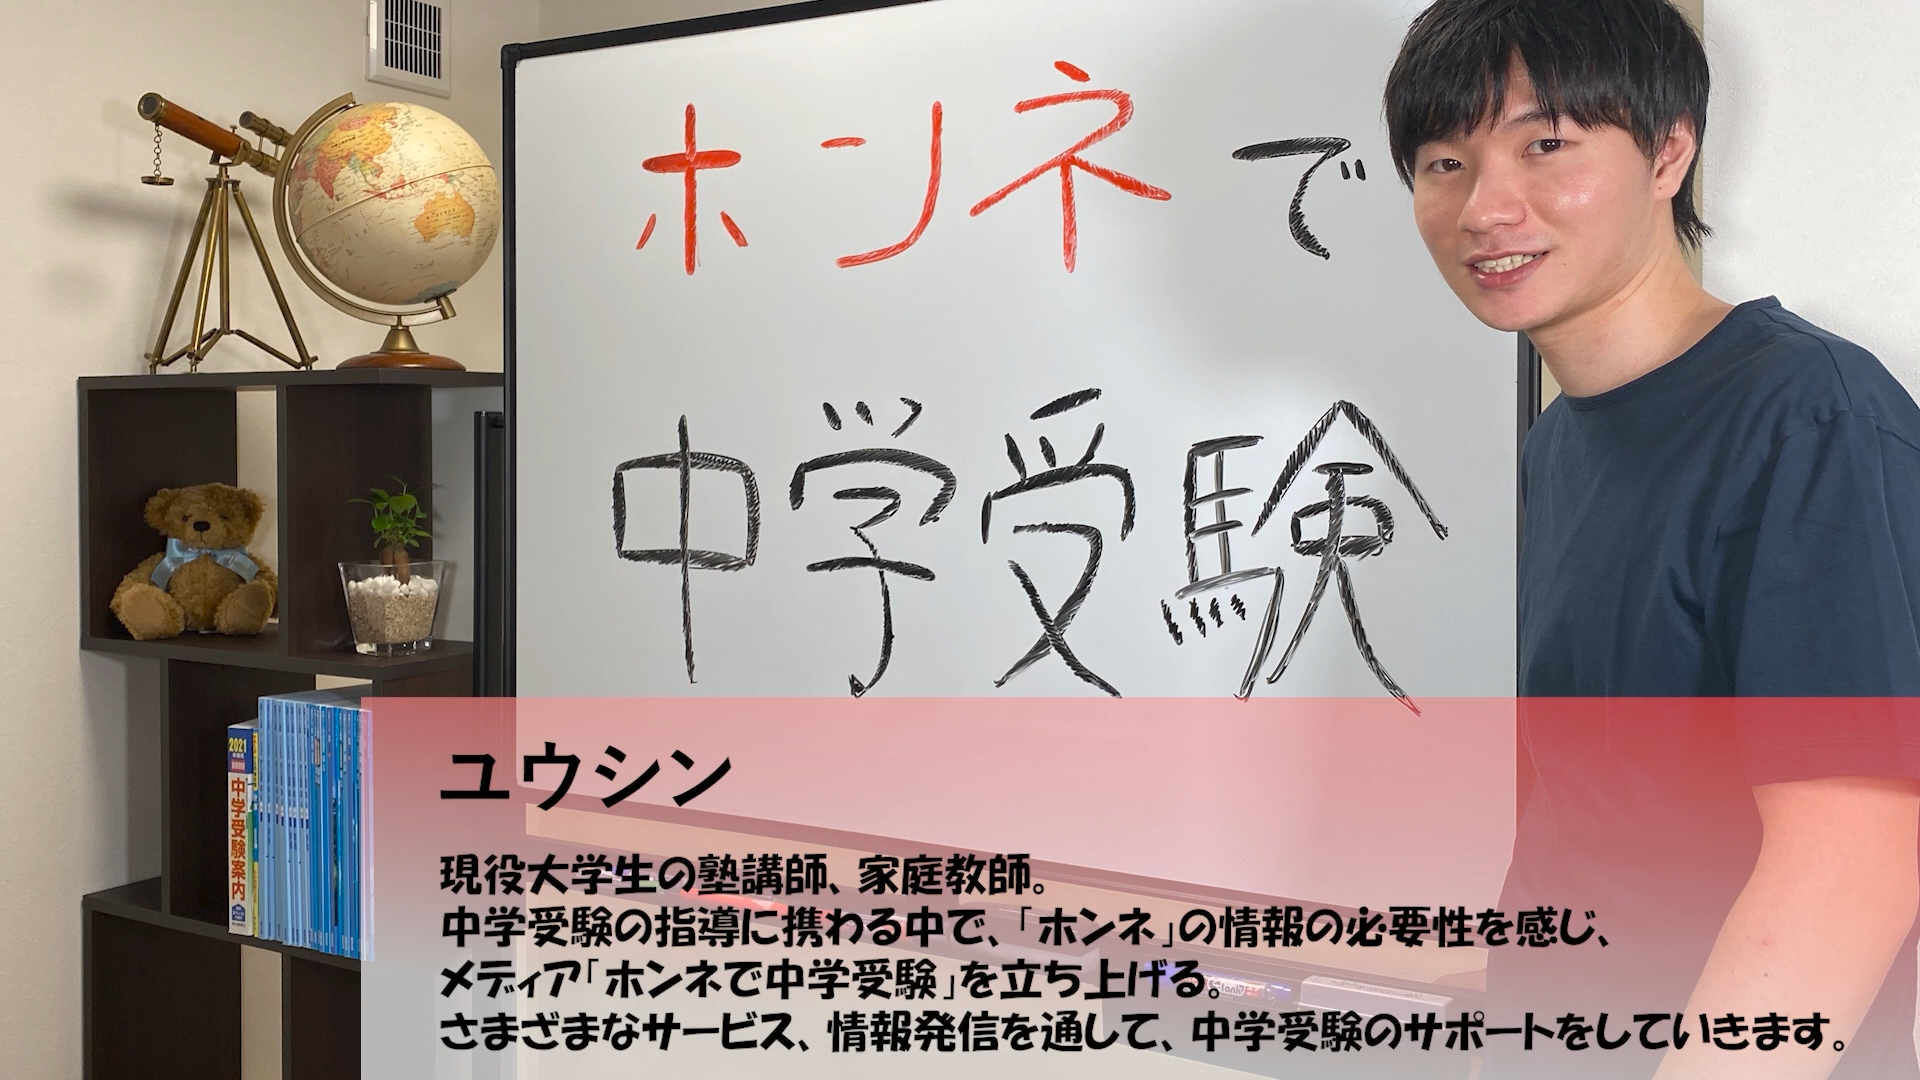 ホンネで
中学受験
2021
中学受験案内
ユウシン
現役大学生の塾講師、家庭教師。
中学受験の指導に携わる中で、「ホンネ」の情報の必要性を感じ、
メディア「ホンネで中学受験」を立ち上げる。
さまざまなサービス、情報発信を通して、中学受験のサポートをしていきます。